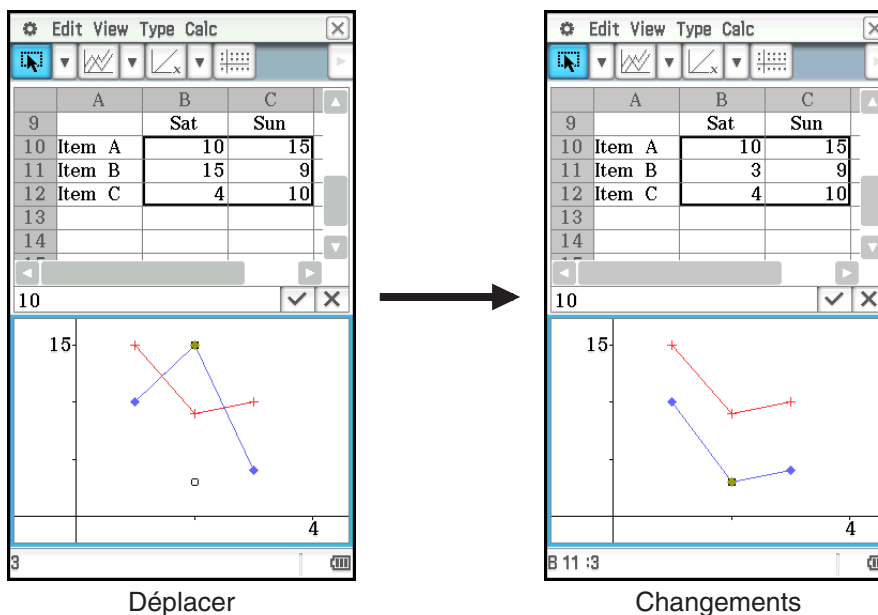 Edit View Type Calc
A B C
9 Sat Sun
10 Item A 10 15
11 Item B 15 9
12 Item C 4 10
13
14
10
15
4
3
Déplacer
Edit View Type Calc
A B C
9 Sat Sun
10 Item A 10 15
11 Item B 3 9
12 Item C 4 10
13
14
10
15
4
B 11 :3
Changements